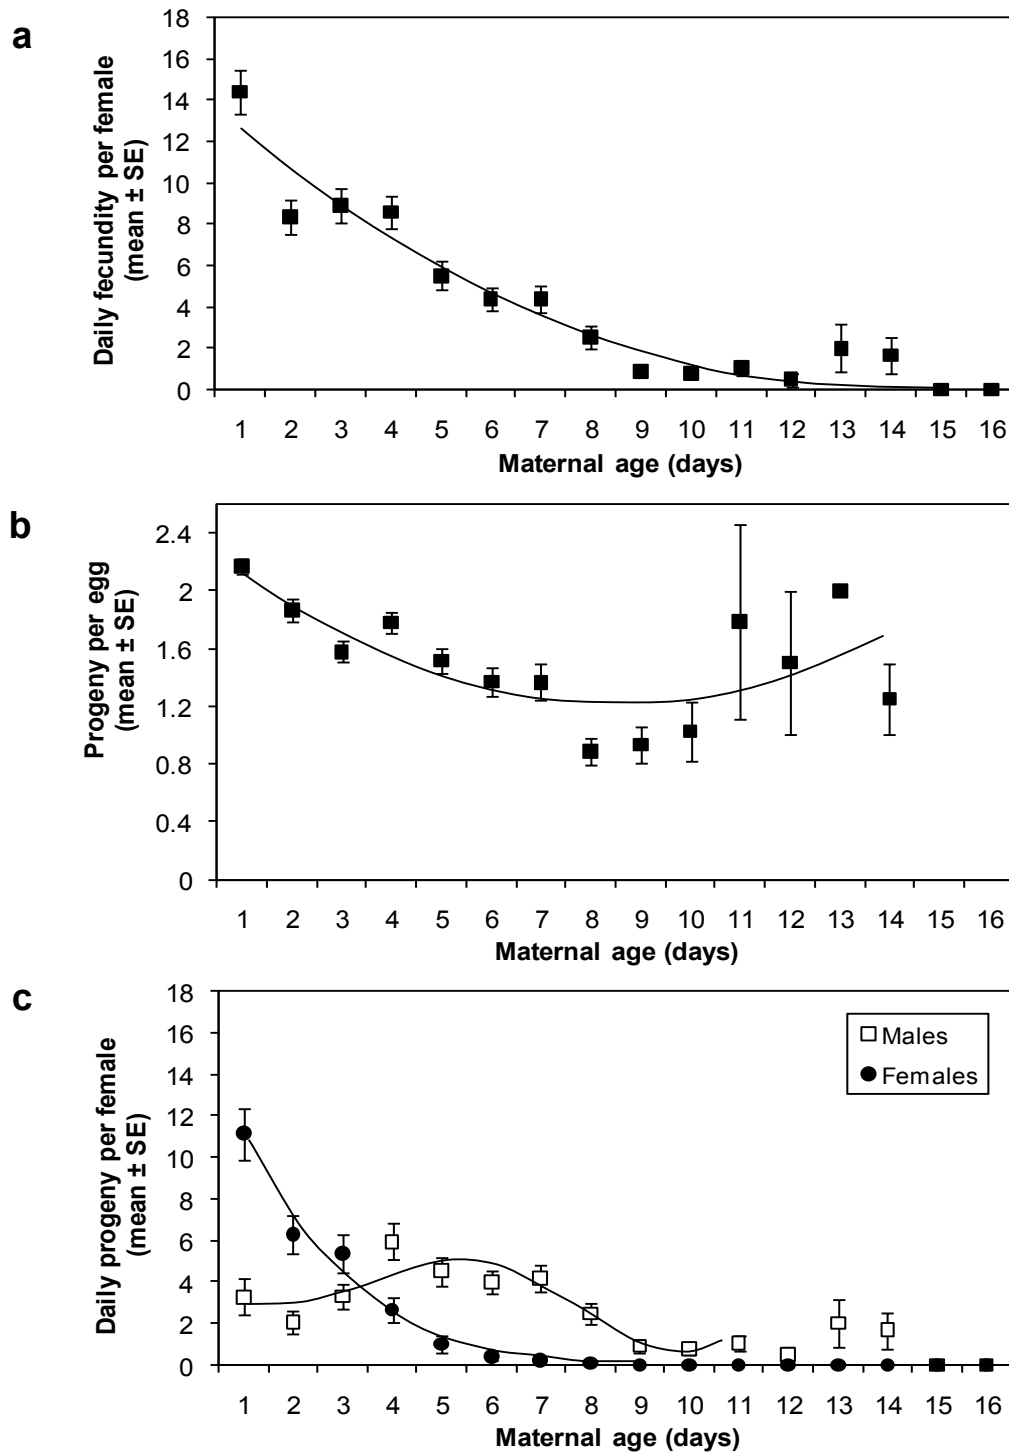 a
Daily fecundity per female
(mean ± SE)
18
16
14
12
10
8
6
4
2
0
1 2 3 4 5 6 7 8 9 10 11 12 13 14 15 16
Maternal age (days)
b
Progeny per egg
(mean ± SE)
2.4
2
1.6
1.2
0.8
0.4
0
1 2 3 4 5 6 7 8 9 10 11 12 13 14 15 16
Maternal age (days)
c
Daily progeny per female
(mean ± SE)
18
16
14
12
10
8
6
4
2
0
Males
Females
1 2 3 4 5 6 7 8 9 10 11 12 13 14 15 16
Maternal age (days)